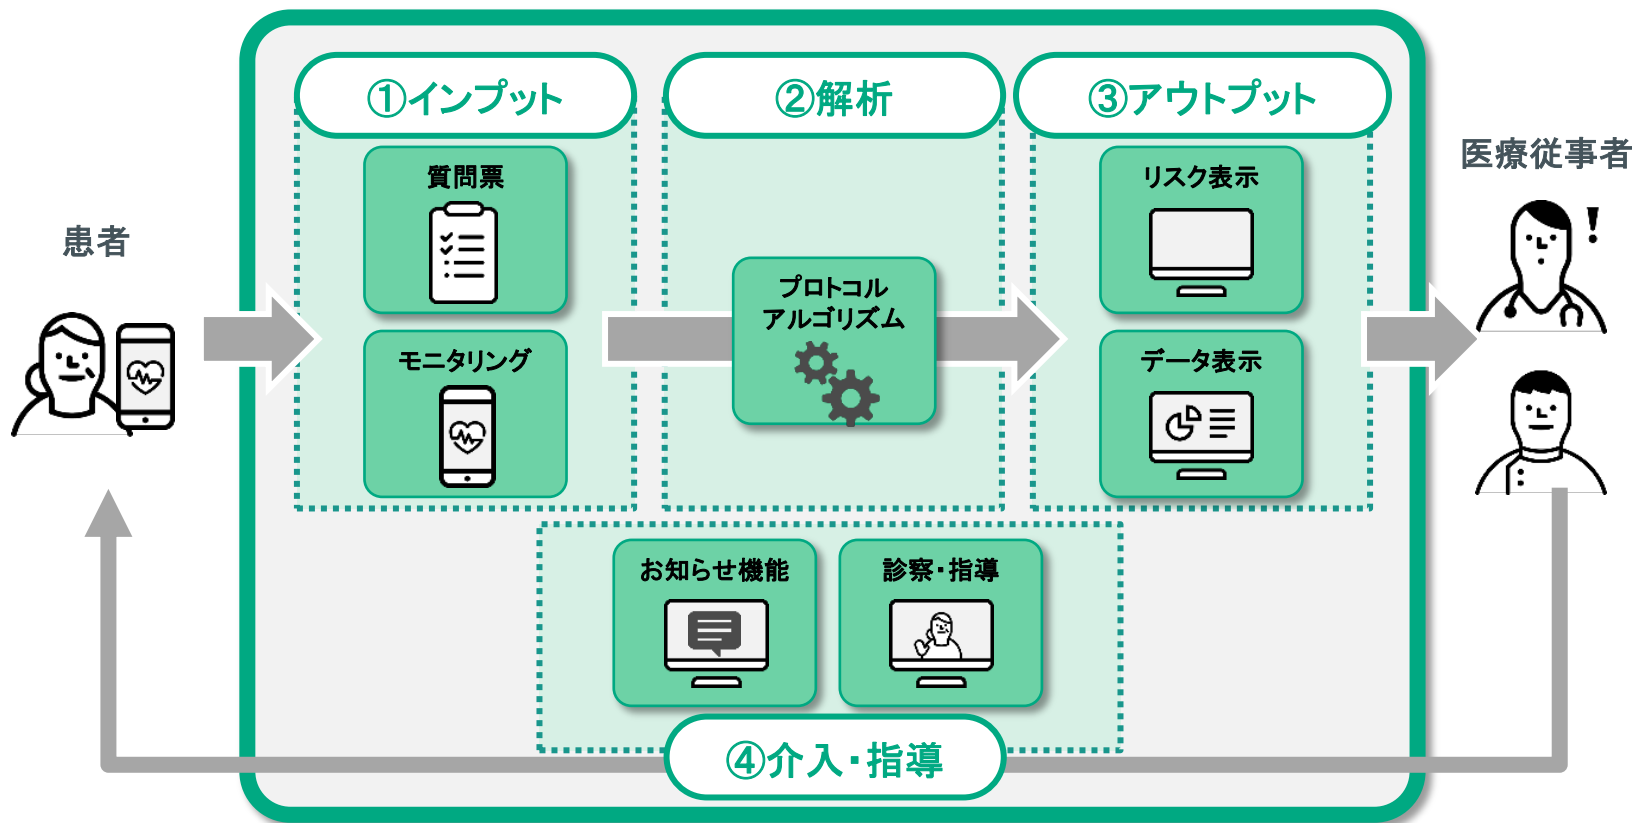 患者
①インプット
質問票
モニタリング
②解析
プロトコル
アルゴリズム
③アウトプット
リスク表示
データ表示
医療従事者
!
お知らせ機能
診察・指導
④介入・指導